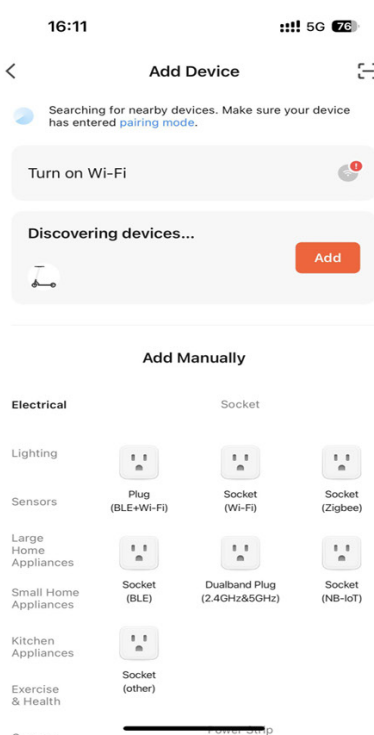 16:11
5G 76
Add Device
Searching for nearby devices. Make sure your device
has entered pairing mode.
Turn on Wi-Fi
!
Discovering devices...
Add
Add Manually
Electrical
Socket
Lighting
Plug
(BLE+Wi-Fi)
Socket
(Wi-Fi)
Socket
(Zigbee)
Sensors
Large
Home
Appliances
Socket
(BLE)
Dualband Plug
(2.4GHz&5GHz)
Socket
(NB-IoT)
Small Home
Appliances
Kitchen
Appliances
Socket
(other)
Exercise
& Health
Power Strip